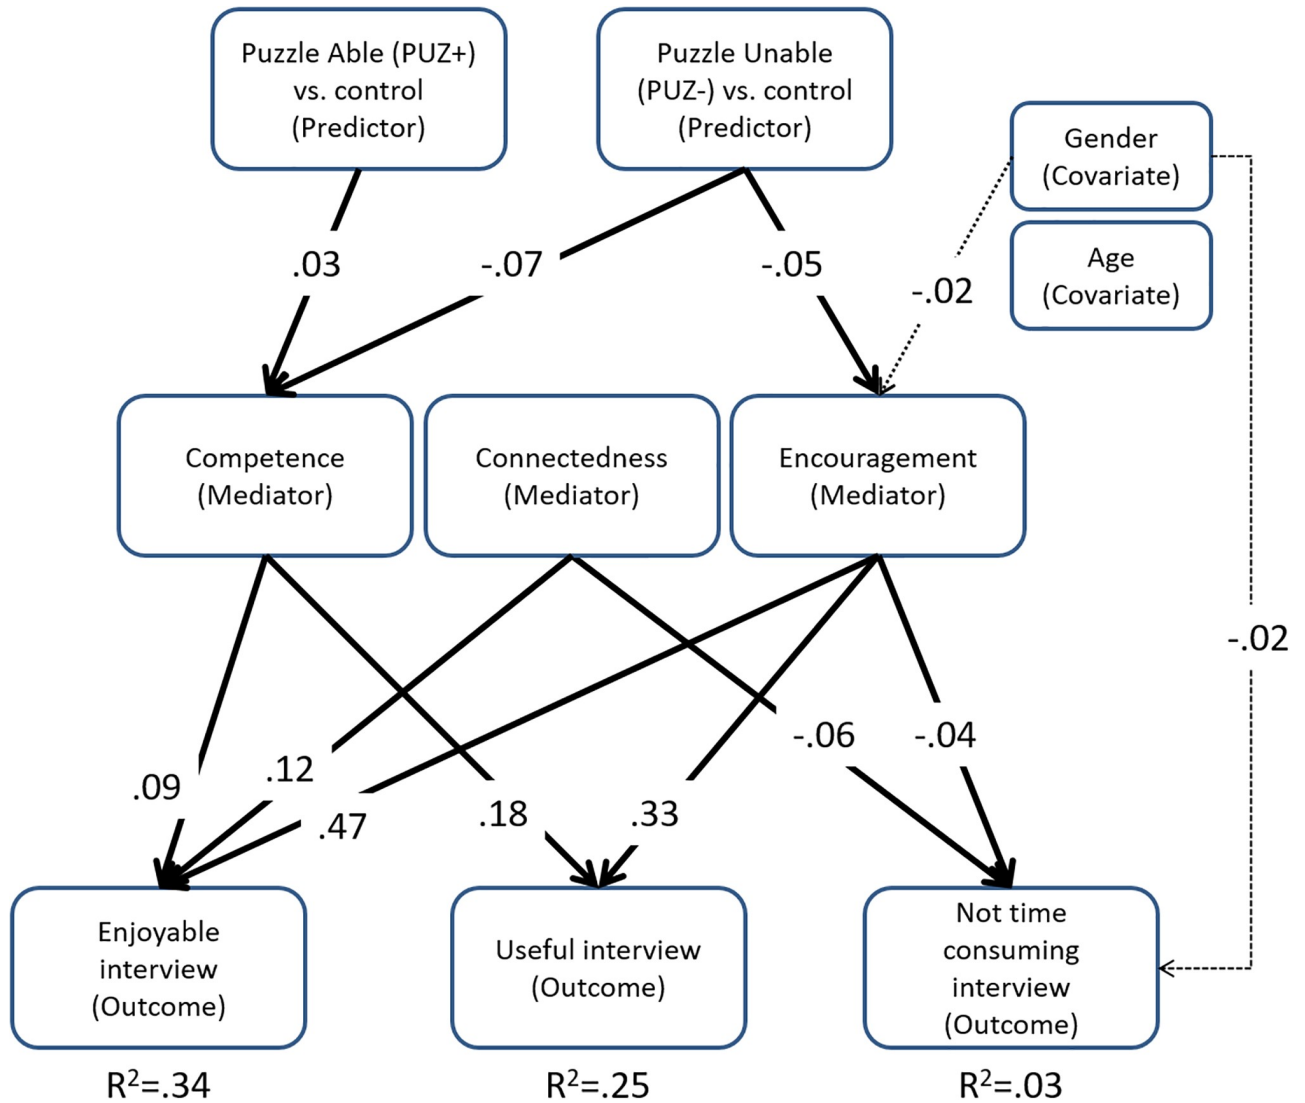 Puzzle Able (PUZ+)
vs. control
(Predictor)
Puzzle Unable
(PUZ-) vs. control
(Predictor)
Gender
(Covariate)
Age
(Covariate)
.03
-.07
-.05
-.02
Competence
(Mediator)
Connectedness
(Mediator)
Encouragement
(Mediator)
-.02
.09
.12
.47
.18
.33
-.06
-.04
Enjoyable
interview
(Outcome)
Useful interview
(Outcome)
Not time
consuming
interview
(Outcome)
R²=.34
R²=.25
R²=.03